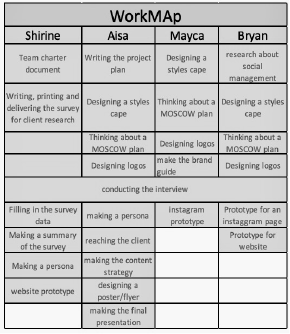 WorkMAp
Shirine Aisa Mayca Bryan
Team charter document
Writing the project plan
Designing a styles cape
research about social management
Writing, printing and delivering the survey for client research
Designing a styles cape
Thinking about a MOSCOW plan
Designing a styles cape
Thinking about a MOSCOW plan
Designing logos
Thinking about a MOSCOW plan
Designing logos
make the brand guide
Designing logos
conducting the interview
Filling in the survey data
making a persona
instagram prototype
Prototype for an instaggram page
Making a summary of the survey
reaching the client
Prototype for website
Making a persona
making the content strategy
website prototype
designing a poster/flyer
making the final presentation